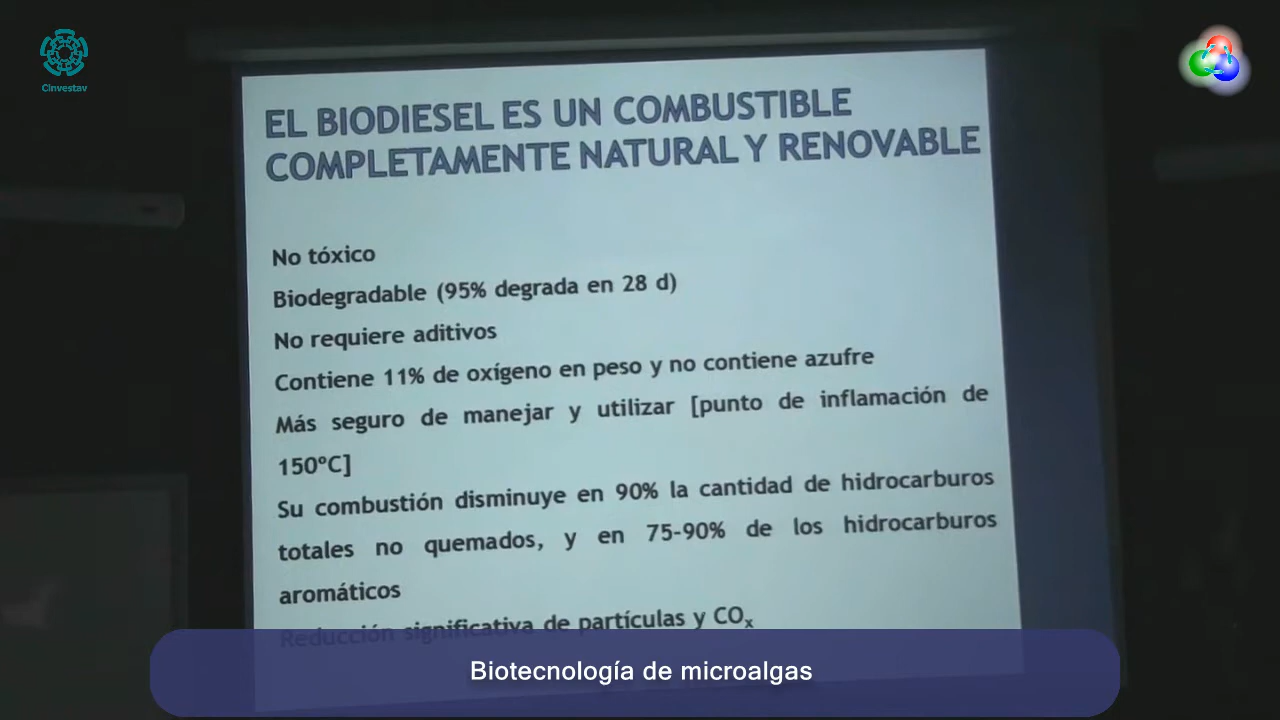 Cinvestav
EL BIODIESEL ES UN COMBUSTIBLE
COMPLETAMENTE NATURAL Y RENOVABLE
No tóxico
Biodegradable (95% degrada en 28 d)
No requiere aditivos
Contiene 11% de oxígeno en peso y no contiene azufre
Más seguro de manejar y utilizar [punto de inflamación de
150ºC]
Su combustión disminuye en 90% la cantidad de hidrocarburos
totales no quemados, y en 75-90% de los hidrocarburos
aromáticos
Reducción significativa de partículas y COx
Biotecnología de microalgas